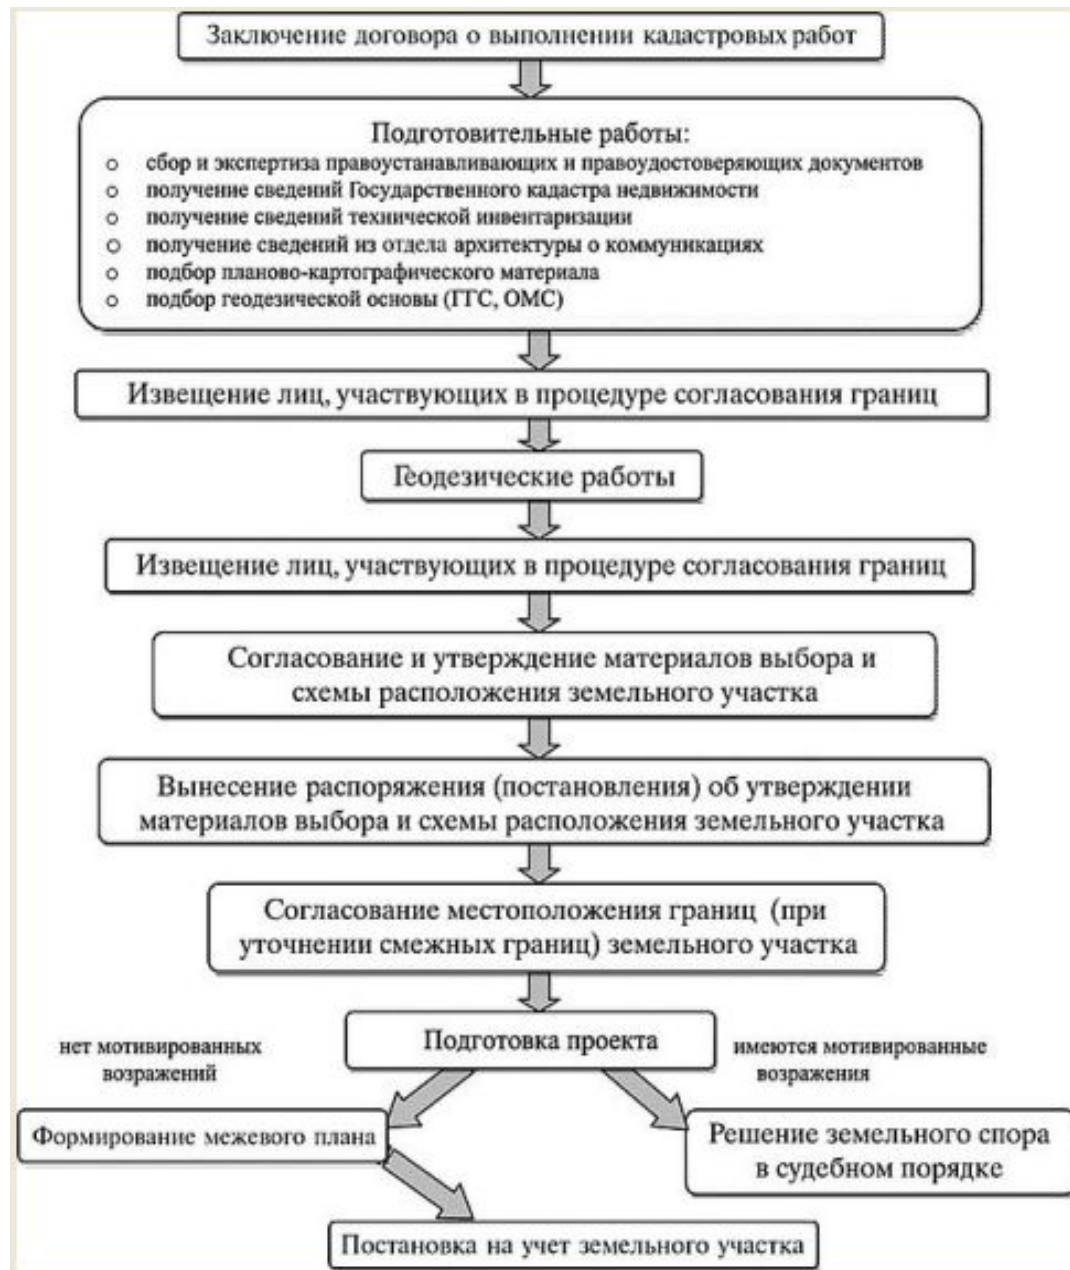 Заключение договора о выполнении кадастровых работ
Подготовительные работы:
сбор и экспертиза правоустанавливающих и правоудостоверяющих документов
получение сведений Государственного кадастра недвижимости
получение сведений технической инвентаризации
получение сведений из отдела архитектуры о коммуникациях
подбор планово-картографического материала
подбор геодезической основы (ГГС, ОМС)
Извещение лиц, участвующих в процедуре согласования границ
Геодезические работы
Извещение лиц, участвующих в процедуре согласования границ
Согласование и утверждение материалов выбора и
схемы расположения земельного участка
Вынесение распоряжения (постановления) об утверждении
материалов выбора и схемы расположения земельного участка
Согласование местоположения границ (при
уточнении смежных границ) земельного участка
Подготовка проекта
нет мотивированных
возражений
имеются мотивированные
возражения
Формирование межевого плана
Решение земельного спора
в судебном порядке
Постановка на учет земельного участка